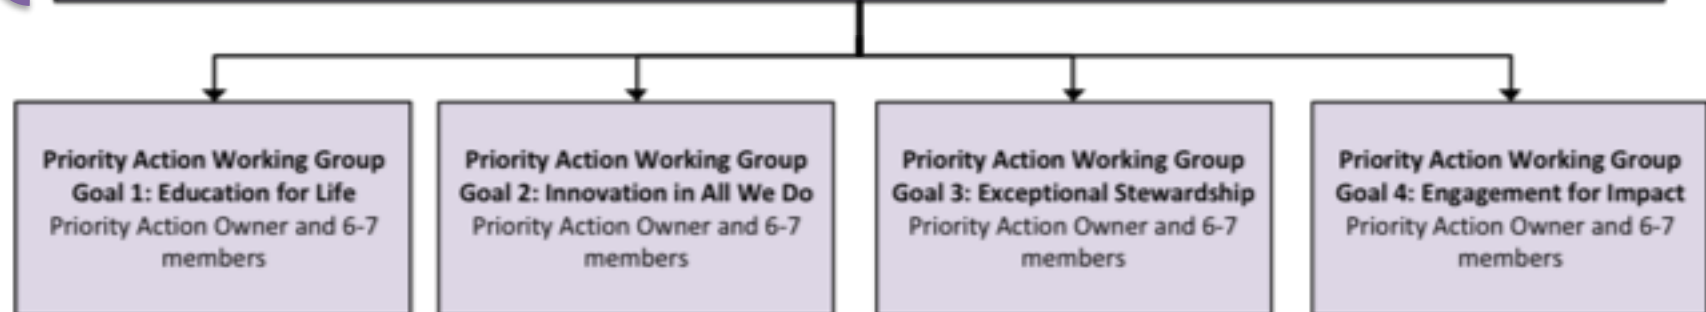 Priority Action Working Group
Goal 1: Education for Life
Priority Action Owner and 6-7
members
Priority Action Working Group
Goal 2: Innovation in All We Do
Priority Action Owner and 6-7
members
Priority Action Working Group
Goal 3: Exceptional Stewardship
Priority Action Owner and 6-7
members
Priority Action Working Group
Goal 4: Engagement for Impact
Priority Action Owner and 6-7
members